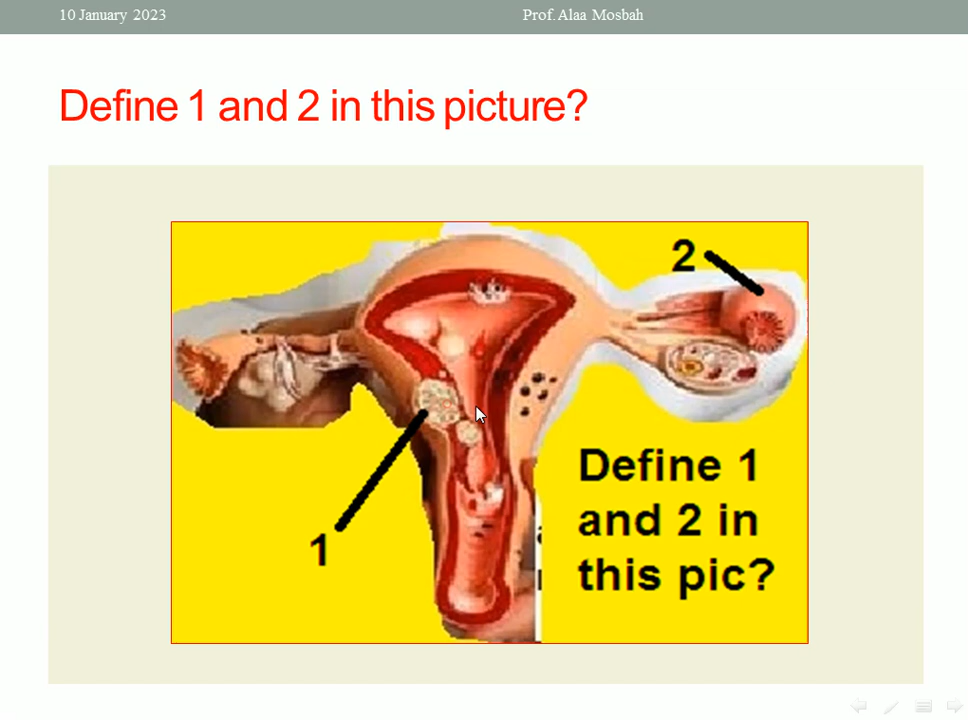 10 January 2023
Prof. Alaa Mosbah
Define 1 and 2 in this picture?
2
1
Define 1
and 2 in
this pic?